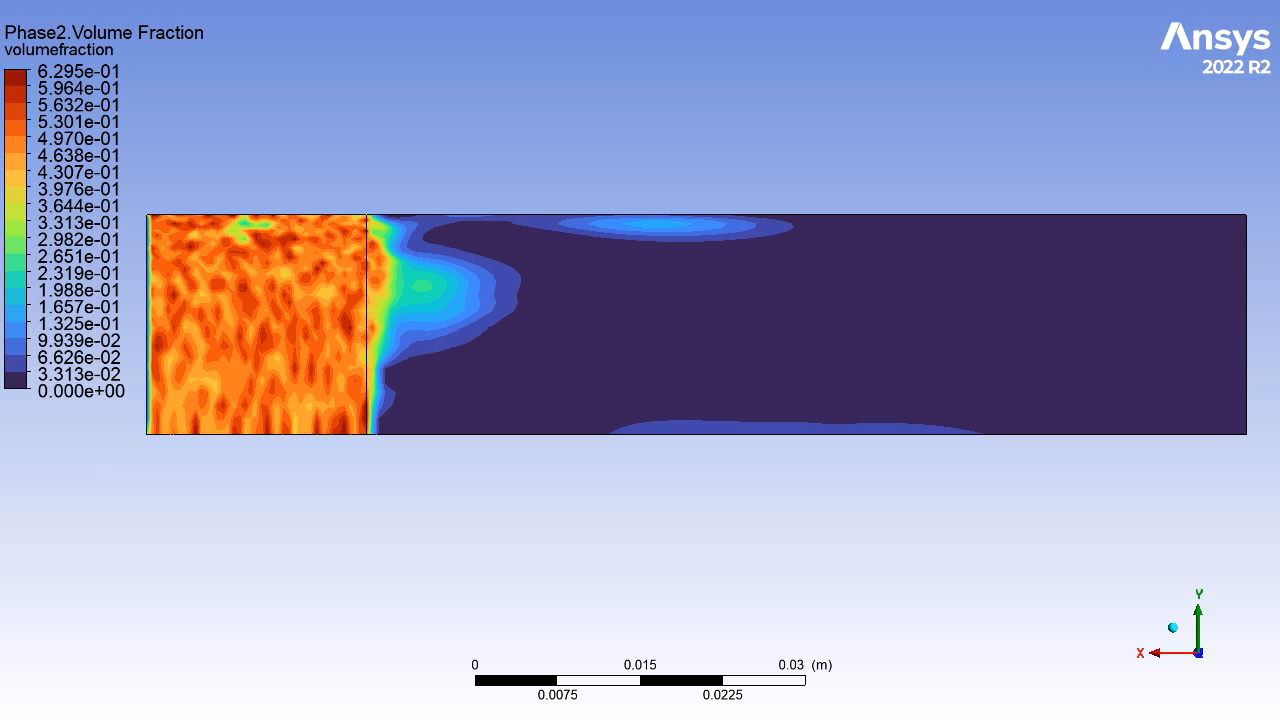 Phase2.Volume Fraction
volumefraction
6.295e-01
5.964e-01
5.632e-01
5.301e-01
4.970e-01
4.638e-01
4.307e-01
3.976e-01
3.644e-01
3.313e-01
2.982e-01
2.651e-01
2.319e-01
1.988e-01
1.657e-01
1.325e-01
9.939e-02
6.626e-02
3.313e-02
0.000e+00
Ansys
2022 R2
Y
X
0 0.015 0.03 (m)
0.0075 0.0225